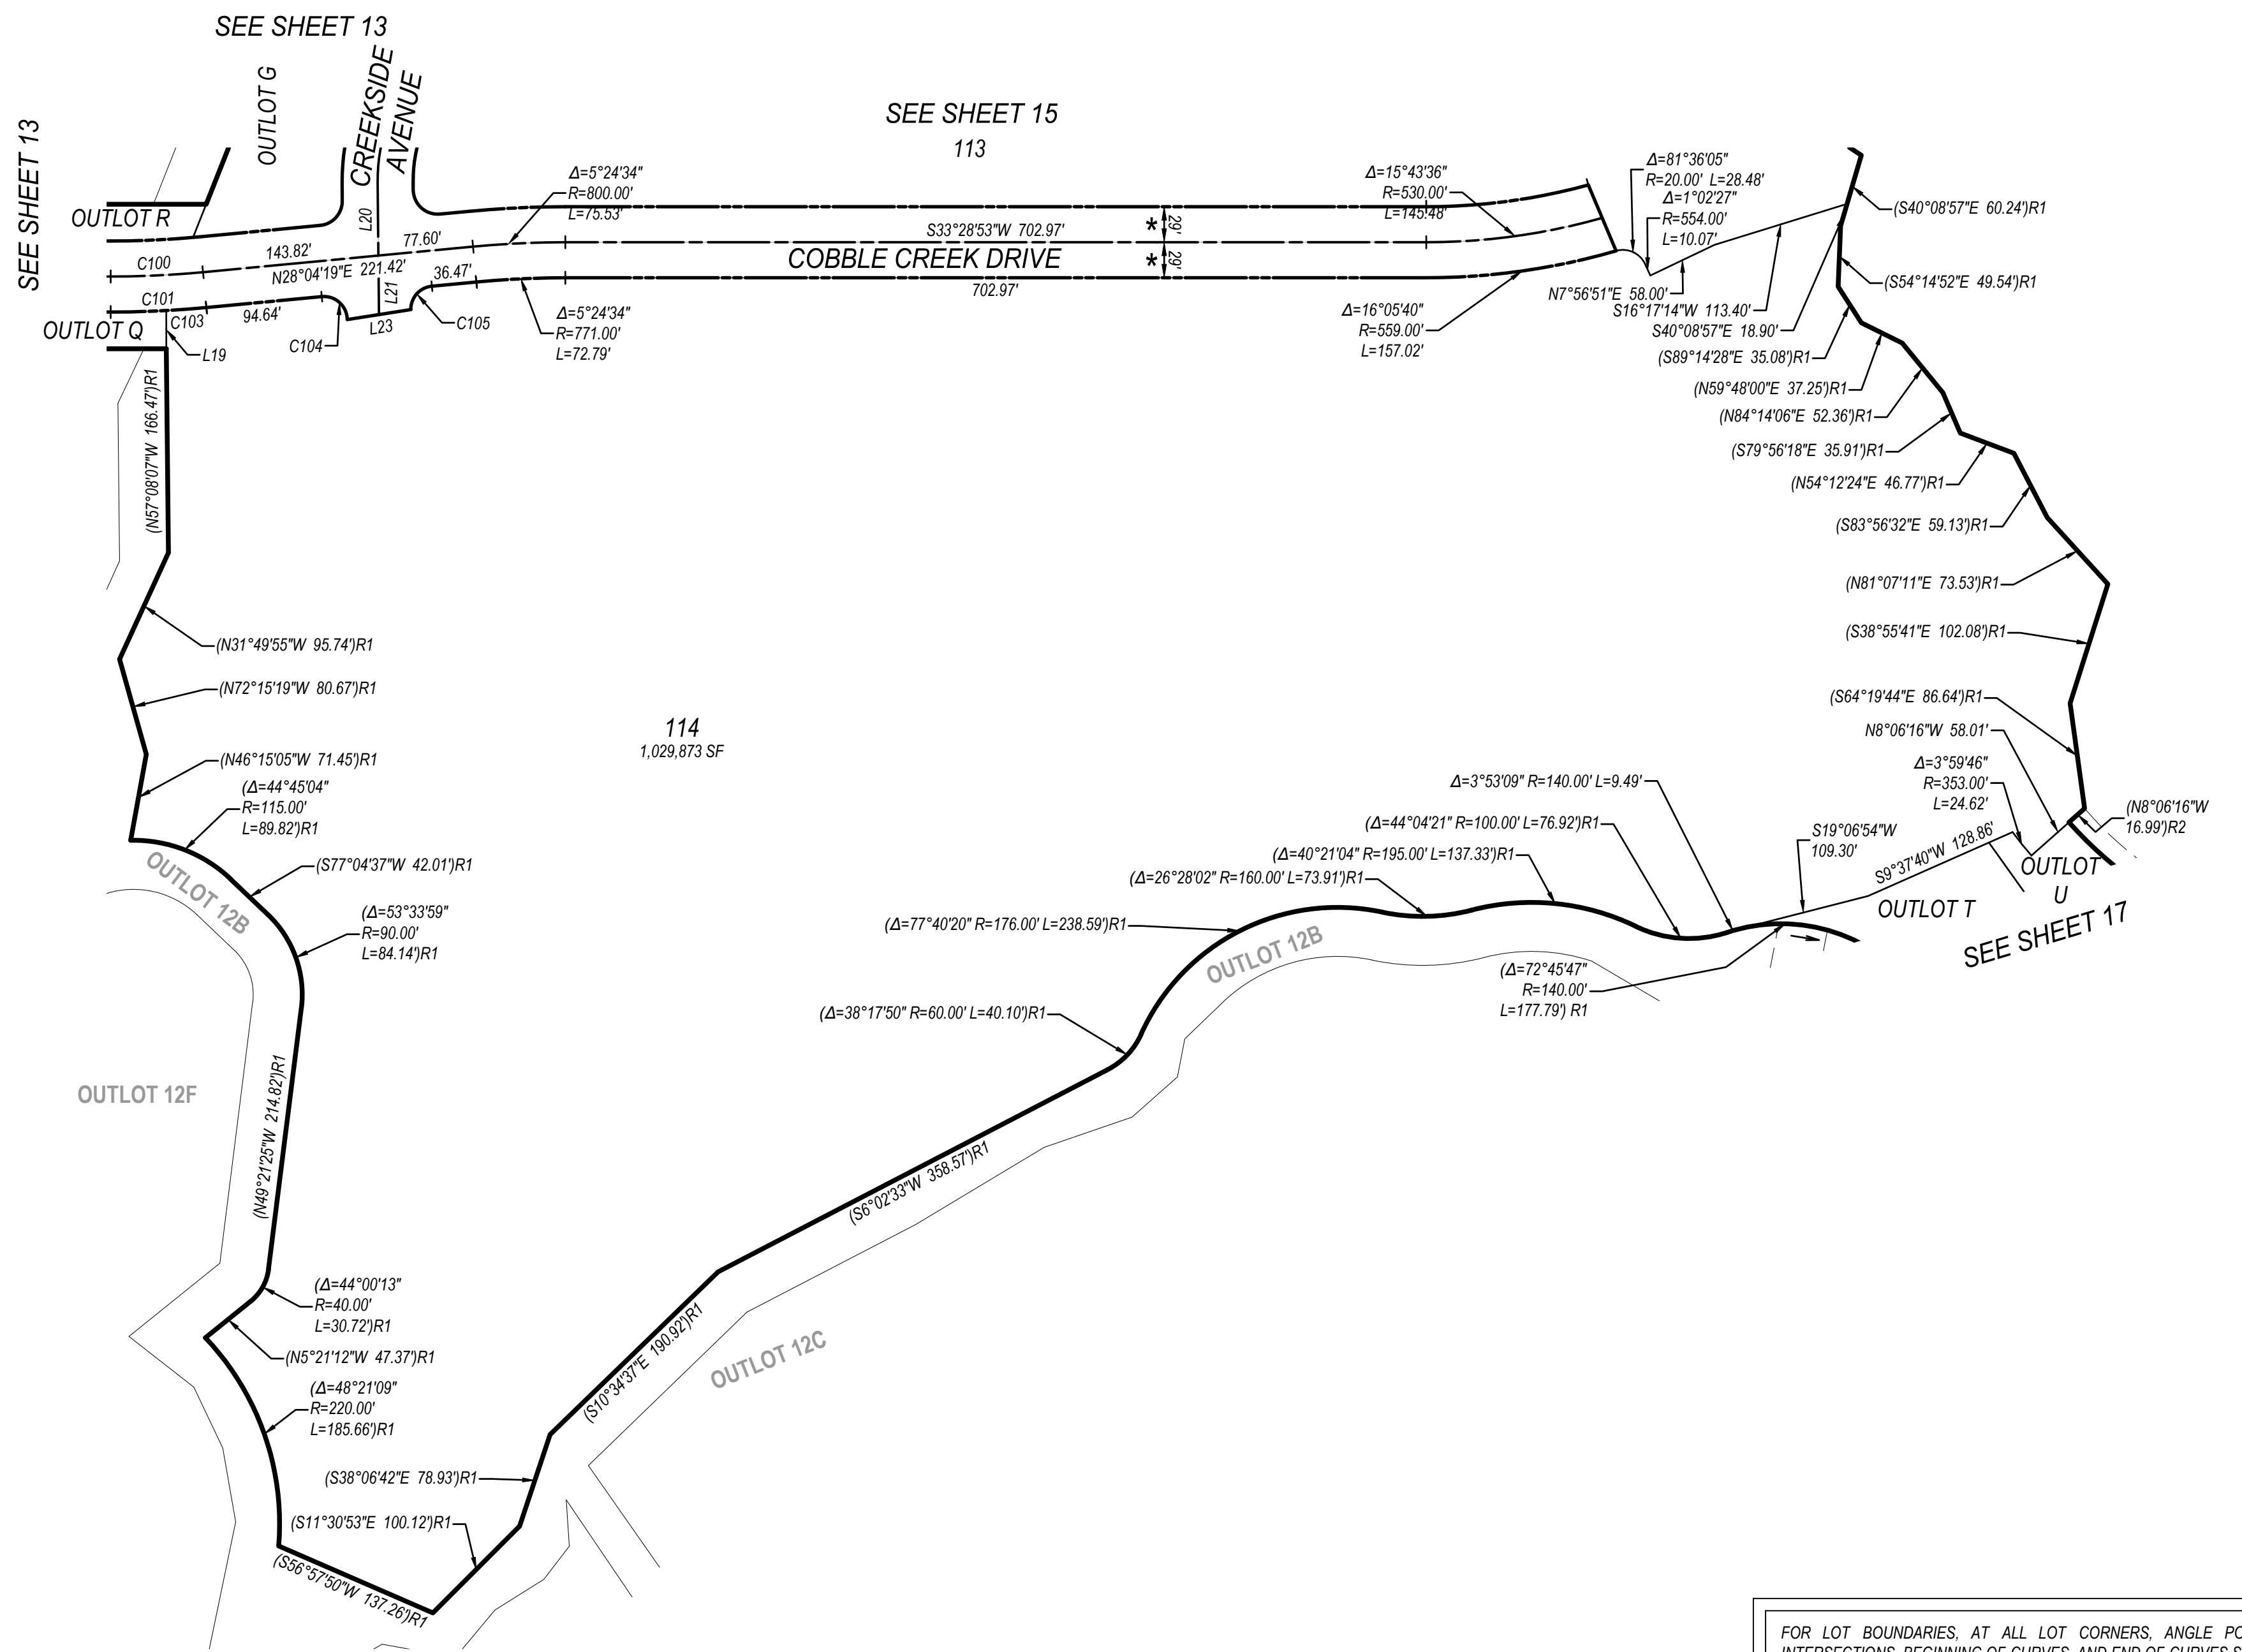 SEE SHEET 13
SEE SHEET 13
OUTLOT G
CREEKSIDE
AVENUE
SEE SHEET 15
113
OUTLOT R
OUTLOT Q
C100
C101
C103
143.82'
N28°04'19"E 221.42'
77.60'
94.64'
36.47'
L20
L21
L23
L19
C104
C105
Δ=5°24'34"
R=800.00'
L=75.53'
Δ=5°24'34"
R=771.00'
L=72.79'
S33°28'53"W 702.97'
COBBLE CREEK DRIVE
702.97'
*
*
29'
29'
Δ=15°43'36"
R=530.00'
L=145.48'
Δ=16°05'40"
R=559.00'
L=157.02'
Δ=81°36'05"
R=20.00' L=28.48'
Δ=1°02'27"
R=554.00'
L=10.07'
N7°56'51"E 58.00'
S16°17'14"W 113.40'
S40°08'57"E 18.90'
(S40°08'57"E 60.24')R1
(S54°14'52"E 49.54')R1
(S89°14'28"E 35.08')R1
(N59°48'00"E 37.25')R1
(N84°14'06"E 52.36')R1
(S79°56'18"E 35.91')R1
(N54°12'24"E 46.77')R1
(S83°56'32"E 59.13')R1
(N81°07'11"E 73.53')R1
(S38°55'41"E 102.08')R1
(S64°19'44"E 86.64')R1
N8°06'16"W 58.01'
Δ=3°59'46"
R=353.00'
L=24.62'
(N8°06'16"W
16.99')R2
(N57°08'07"W 166.47')R1
(N31°49'55"W 95.74')R1
(N72°15'19"W 80.67')R1
(N46°15'05"W 71.45')R1
(Δ=44°45'04"
R=115.00'
L=89.82')R1
(S77°04'37"W 42.01')R1
(Δ=53°33'59"
R=90.00'
L=84.14')R1
OUTLOT 12B
114
1,029,873 SF
Δ=3°53'09" R=140.00' L=9.49'
(Δ=44°04'21" R=100.00' L=76.92')R1
(Δ=40°21'04" R=195.00' L=137.33')R1
(Δ=26°28'02" R=160.00' L=73.91')R1
(Δ=77°40'20" R=176.00' L=238.59')R1
(Δ=38°17'50" R=60.00' L=40.10')R1
S19°06'54"W
109.30'
S9°37'40"W 128.86'
OUTLOT T
OUTLOT
U
SEE SHEET 17
OUTLOT 12B
(Δ=72°45'47"
R=140.00'
L=177.79') R1
OUTLOT 12F
(N49°21'25"W 214.82')R1
(S6°02'33"W 358.57')R1
(Δ=44°00'13"
R=40.00'
L=30.72')R1
(N5°21'12"W 47.37')R1
(Δ=48°21'09"
R=220.00'
L=185.66')R1
(S10°34'37"E 190.92')R1
OUTLOT 12C
(S38°06'42"E 78.93')R1
(S11°30'53"E 100.12')R1
(S56°57'50"W 137.26')R1
FOR LOT BOUNDARIES, AT ALL LOT CORNERS, ANGLE